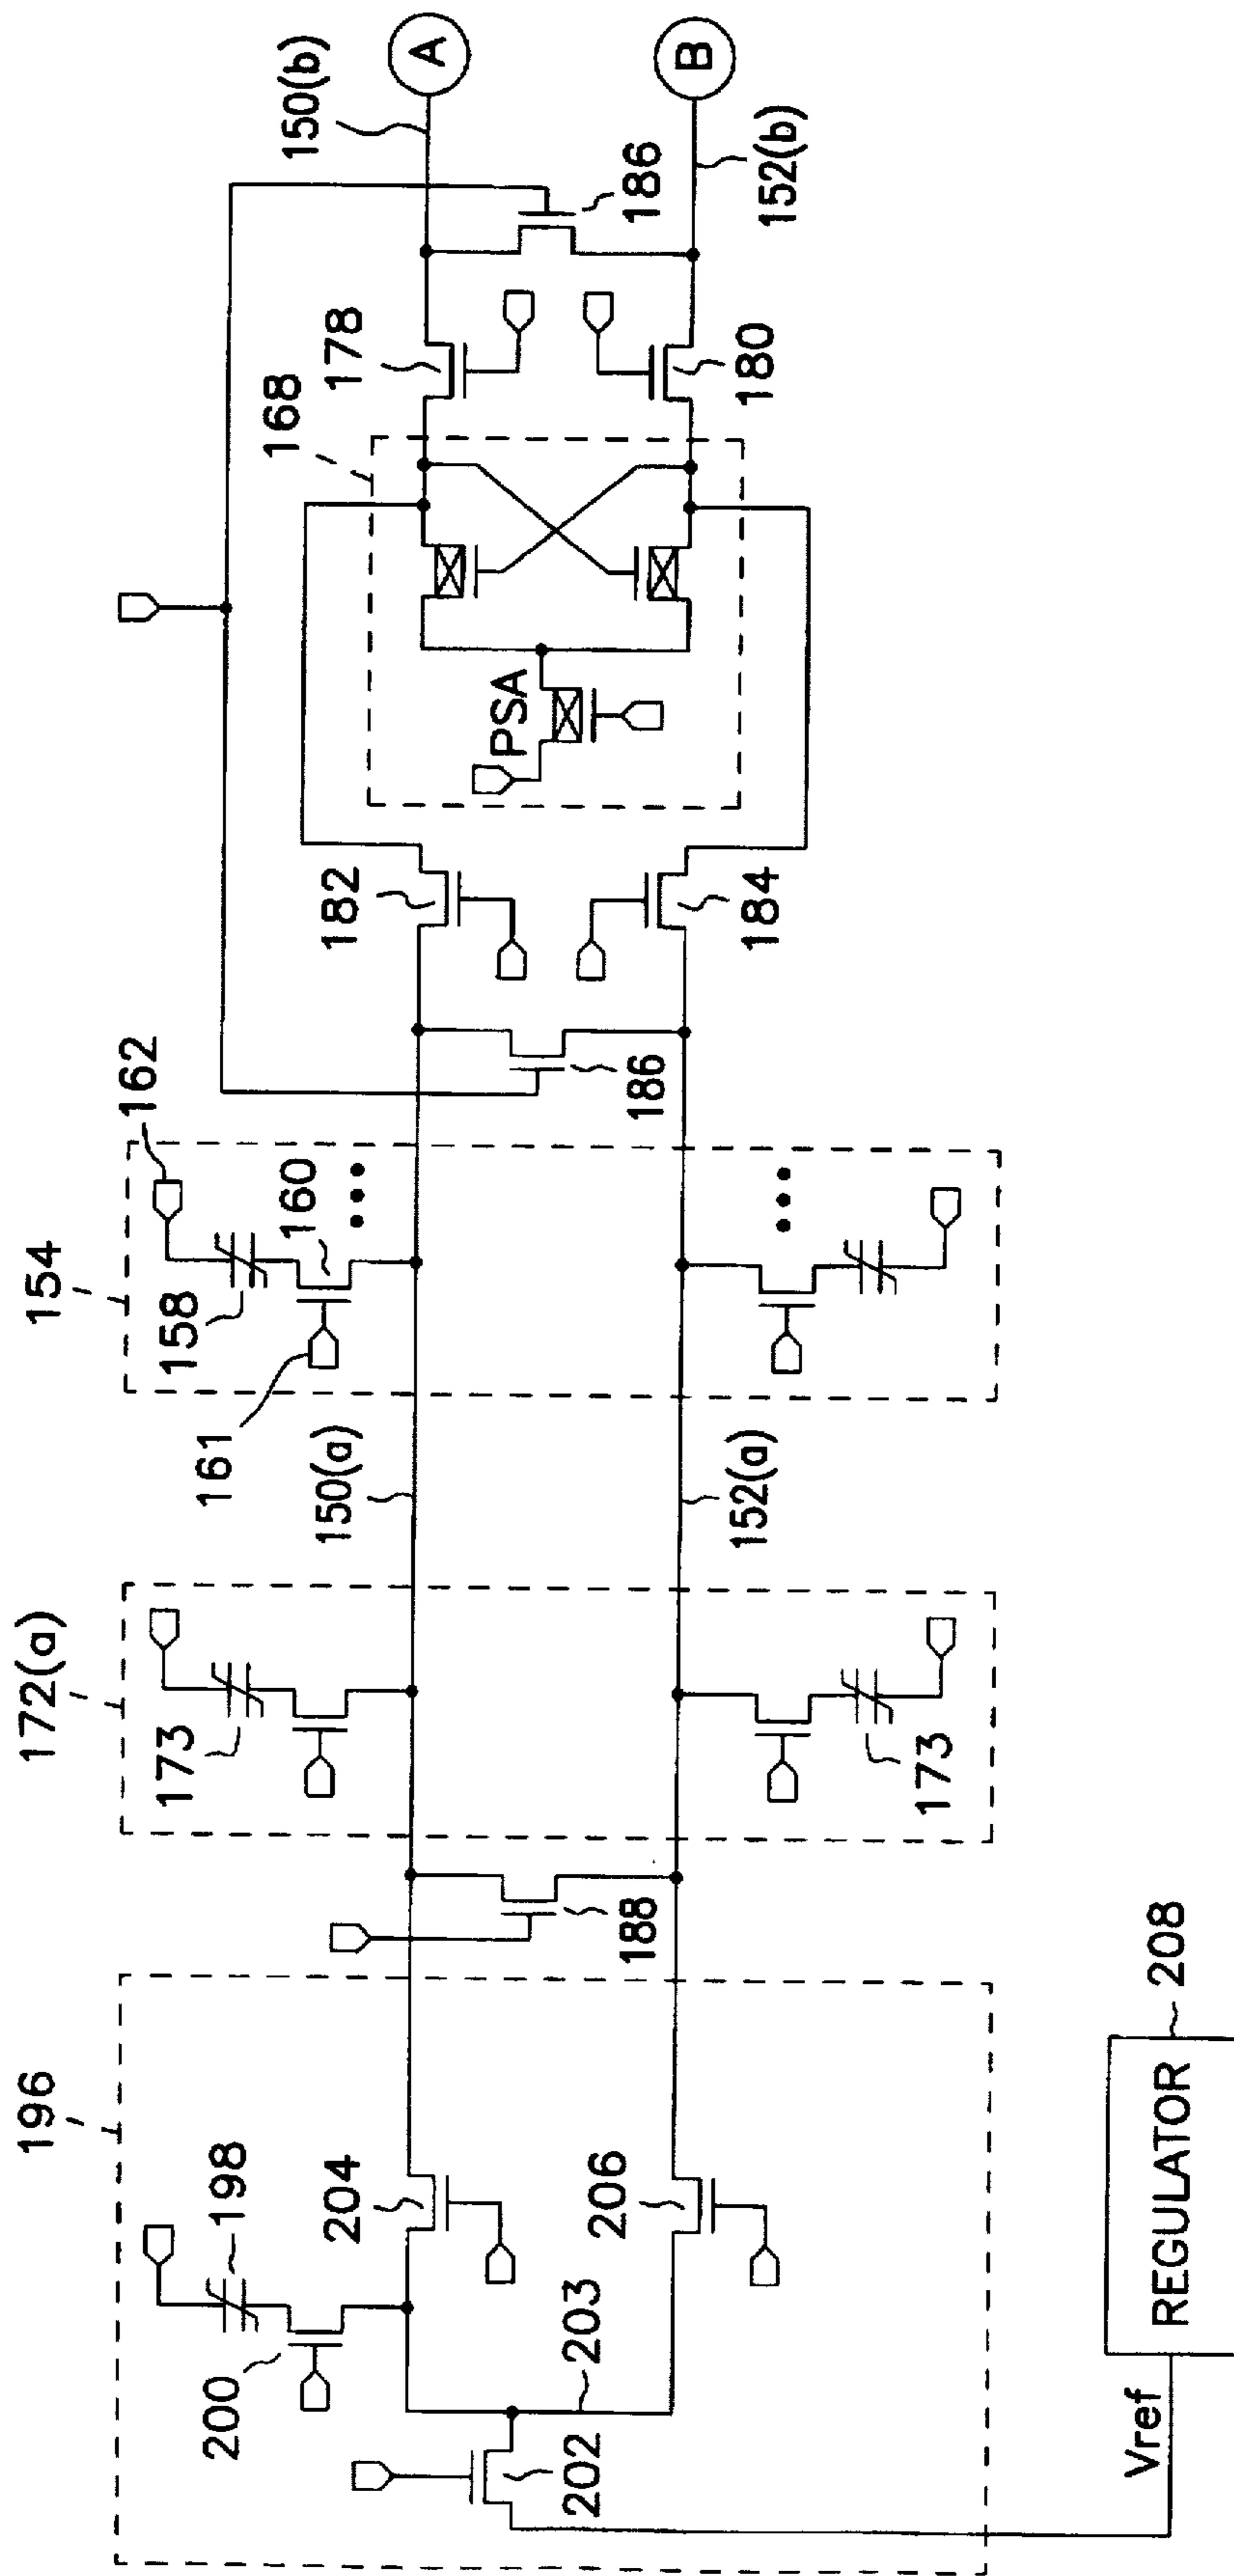 A
B
150(b)
152(b)
186
178
180
168
PSA
182
184
186
162
160
158
161
154
150(a)
152(a)
172(a)
173
173
188
196
198
200
204
206
203
202
208
REGULATOR
Vref